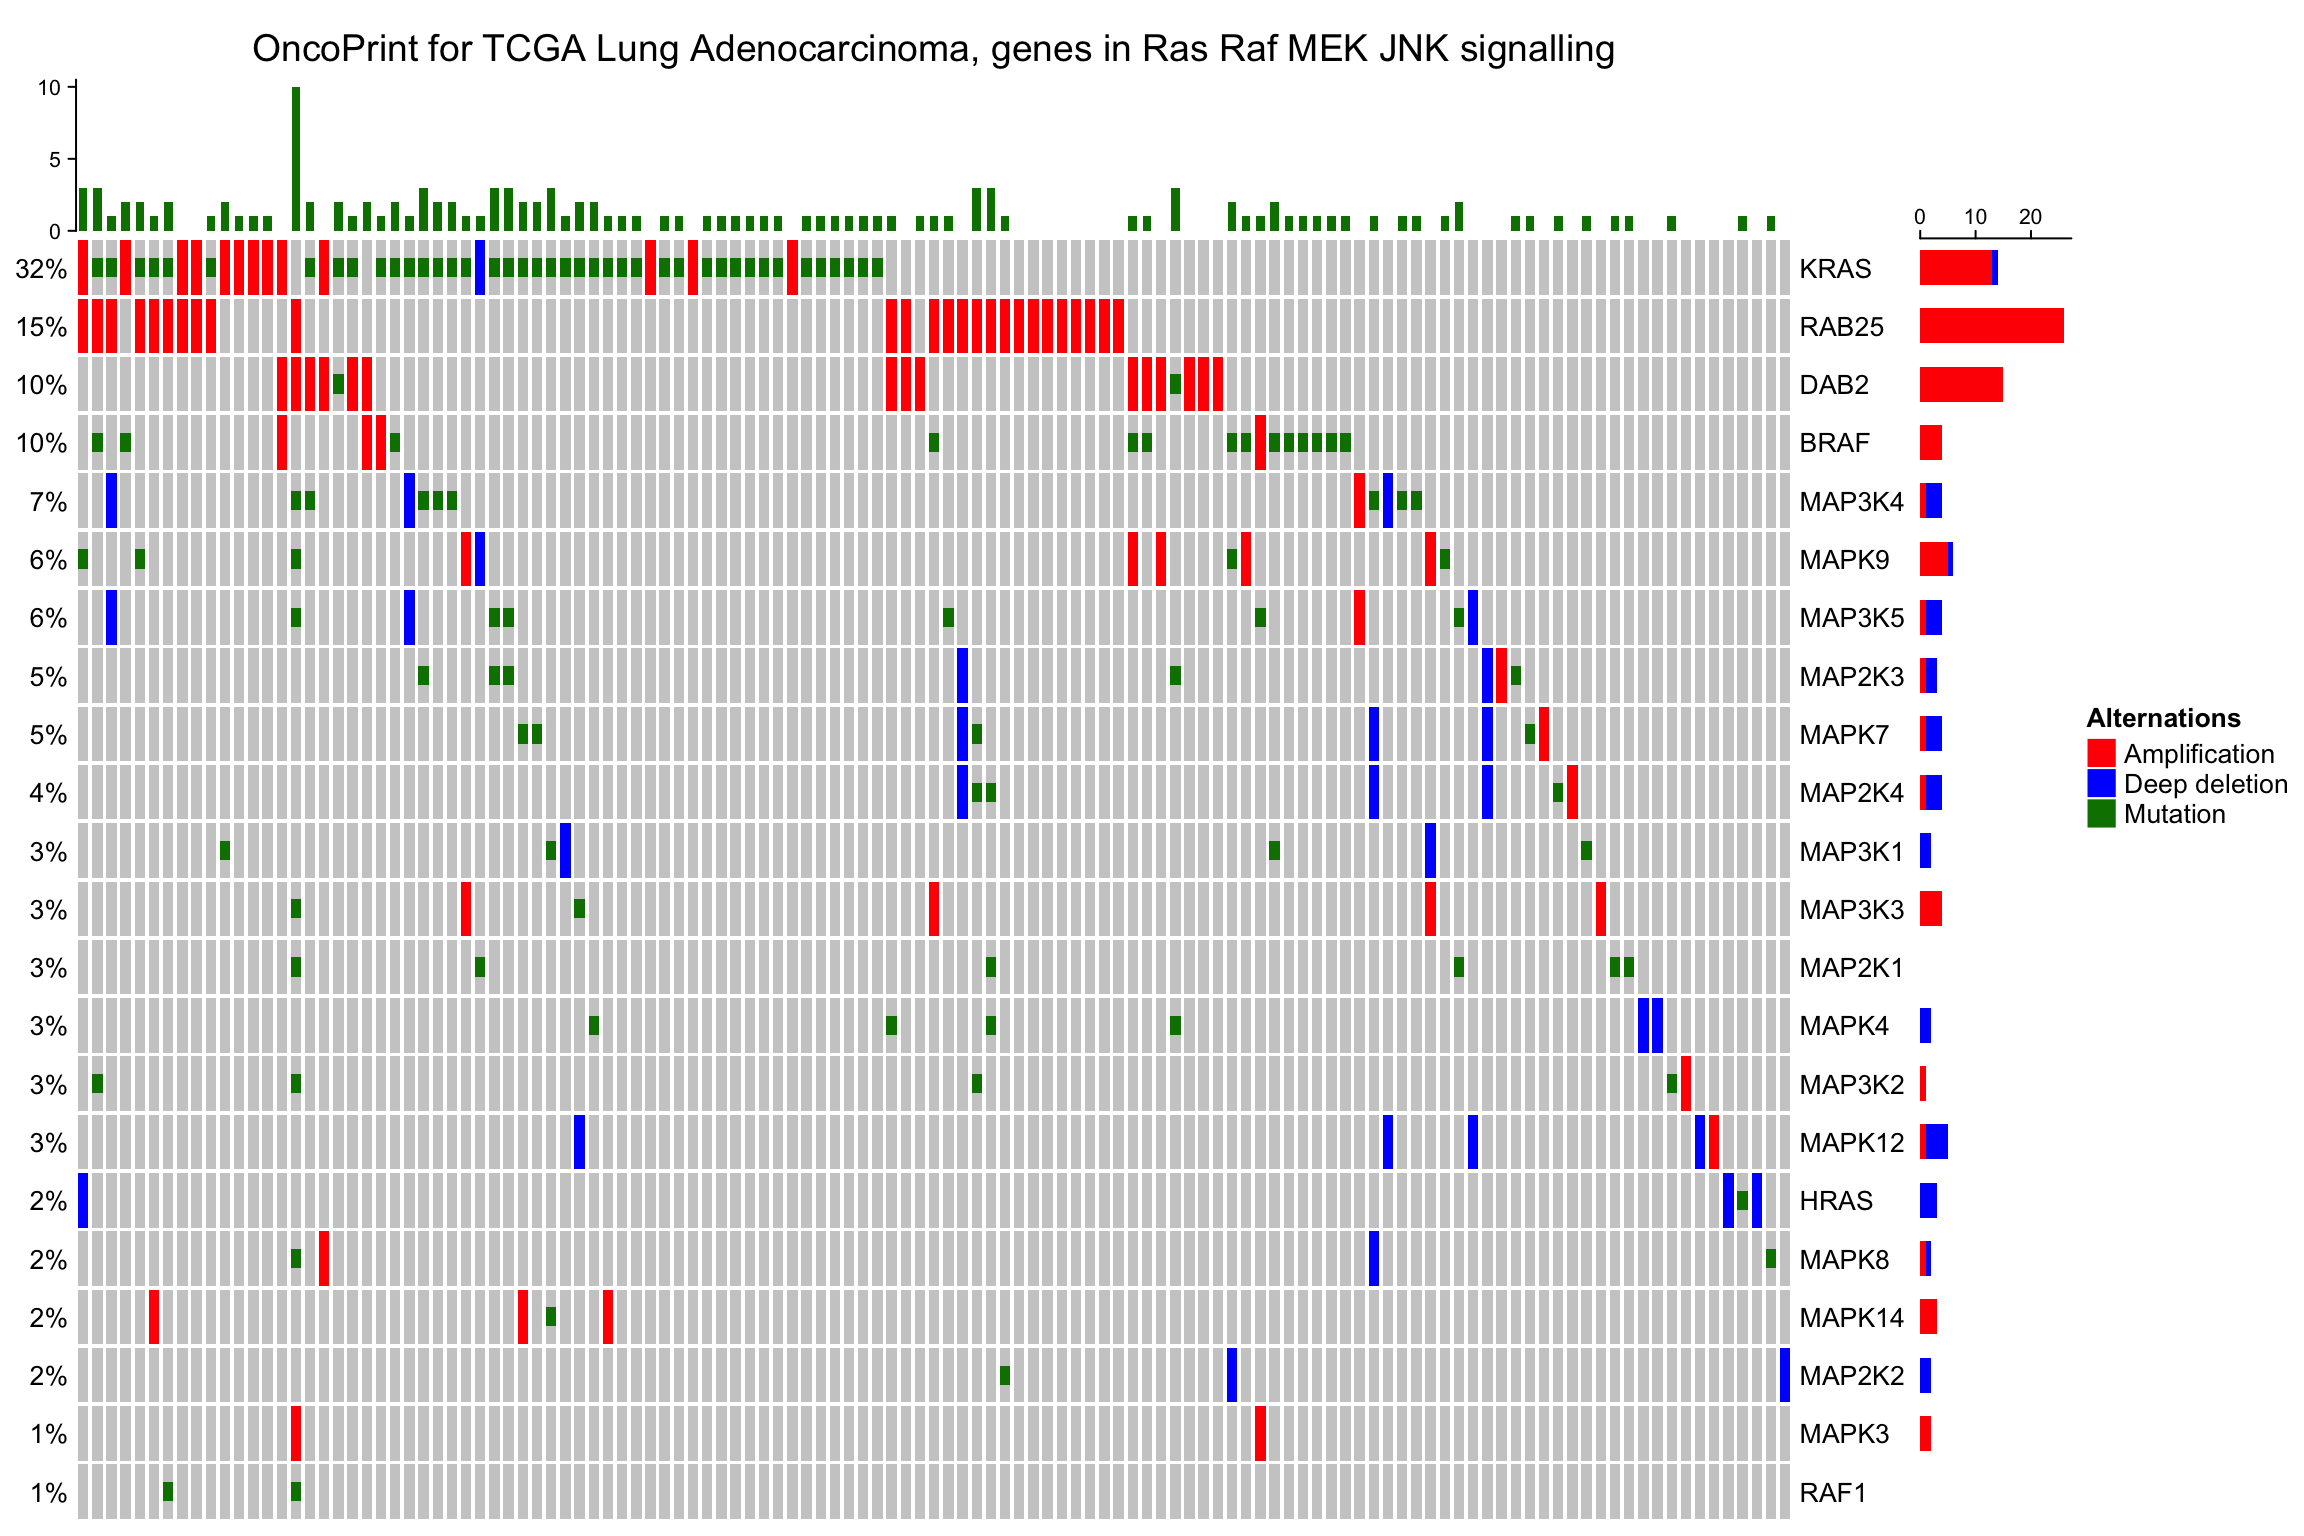 OncoPrint for TCGA Lung Adenocarcinoma, genes in Ras Raf MEK JNK signalling
10
5
0
0 10 20
32% KRAS
15% RAB25
10% DAB2
10% BRAF
7% MAP3K4
6% MAPK9
6% MAP3K5
5% MAP2K3
5% MAPK7
4% MAP2K4
3% MAP3K1
3% MAP3K3
3% MAP2K1
3% MAPK4
3% MAP3K2
3% MAPK12
2% HRAS
2% MAPK8
2% MAPK14
2% MAP2K2
1% MAPK3
1% RAF1
Alternations
Amplification
Deep deletion
Mutation